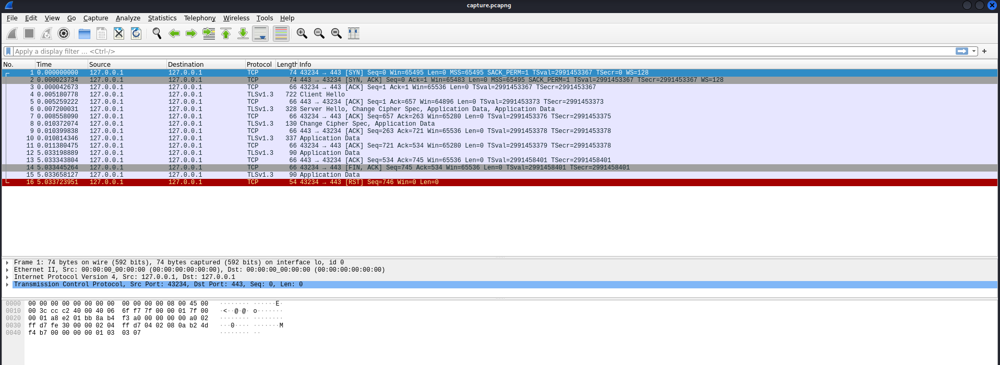 capture.pcapng
File Edit View Go Capture Analyze Statistics Telephony Wireless Tools Help
Apply a display filter … <Ctrl-/>
No. Time Source Destination Protocol Length Info
1 0.000000000 127.0.0.1 127.0.0.1 TCP 74 43234 → 443 [SYN] Seq=0 Win=65495 Len=0 MSS=65495 SACK_PERM=1 TSval=2991453367 TSecr=0 WS=128
2 0.000023734 127.0.0.1 127.0.0.1 TCP 74 443 → 43234 [SYN, ACK] Seq=0 Ack=1 Win=65483 Len=0 MSS=65495 SACK_PERM=1 TSval=2991453367 TSecr=2991453367 WS=128
3 0.000042673 127.0.0.1 127.0.0.1 TCP 66 43234 → 443 [ACK] Seq=1 Ack=1 Win=65536 Len=0 TSval=2991453367 TSecr=2991453367
4 0.005180778 127.0.0.1 127.0.0.1 TLSv1.3 722 Client Hello
5 0.005259222 127.0.0.1 127.0.0.1 TCP 66 443 → 43234 [ACK] Seq=1 Ack=657 Win=64896 Len=0 TSval=2991453373 TSecr=2991453373
6 0.007200031 127.0.0.1 127.0.0.1 TLSv1.3 328 Server Hello, Change Cipher Spec, Application Data, Application Data
7 0.008558090 127.0.0.1 127.0.0.1 TCP 66 43234 → 443 [ACK] Seq=657 Ack=263 Win=65280 Len=0 TSval=2991453376 TSecr=2991453375
8 0.010372074 127.0.0.1 127.0.0.1 TLSv1.3 130 Change Cipher Spec, Application Data
9 0.010399838 127.0.0.1 127.0.0.1 TCP 66 443 → 43234 [ACK] Seq=263 Ack=721 Win=65536 Len=0 TSval=2991453378 TSecr=2991453378
10 0.010814346 127.0.0.1 127.0.0.1 TLSv1.3 337 Application Data
11 0.011380475 127.0.0.1 127.0.0.1 TCP 66 43234 → 443 [ACK] Seq=721 Ack=534 Win=65280 Len=0 TSval=2991453379 TSecr=2991453378
12 5.033198889 127.0.0.1 127.0.0.1 TLSv1.3 90 Application Data
13 5.033343804 127.0.0.1 127.0.0.1 TCP 66 443 → 43234 [ACK] Seq=534 Ack=745 Win=65536 Len=0 TSval=2991458401 TSecr=2991458401
14 5.033445264 127.0.0.1 127.0.0.1 TCP 66 43234 → 443 [FIN, ACK] Seq=745 Ack=534 Win=65536 Len=0 TSval=2991458401 TSecr=2991458401
15 5.033658127 127.0.0.1 127.0.0.1 TLSv1.3 90 Application Data
16 5.033723951 127.0.0.1 127.0.0.1 TCP 54 43234 → 443 [RST] Seq=746 Win=0 Len=0
Frame 1: 74 bytes on wire (592 bits), 74 bytes captured (592 bits) on interface lo, id 0
Ethernet II, Src: 00:00:00_00:00:00 (00:00:00:00:00:00), Dst: 00:00:00_00:00:00 (00:00:00:00:00:00)
Internet Protocol Version 4, Src: 127.0.0.1, Dst: 127.0.0.1
Transmission Control Protocol, Src Port: 43234, Dst Port: 443, Seq: 0, Len: 0
0000 00 00 00 00 00 00 00 00 00 00 00 00 08 00 45 00 ········ ······E·
0010 00 3c cc c2 40 00 40 06 6f f7 7f 00 00 01 7f 00 ·<··@·@· o·······
0020 00 01 a8 e2 01 bb 8a b4 f3 a0 00 00 00 00 a0 02 ········ ········
0030 ff d7 fe 30 00 00 02 04 ff d7 04 02 08 0a b2 4d ···0···· ·······M
0040 f4 b7 00 00 00 00 01 03 03 07 ········ ··